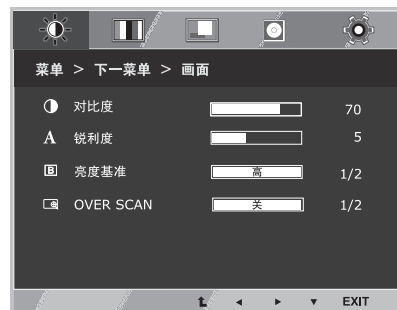 菜单 > 下一菜单 > 画面
对比度 70
A 锐利度 5
B 亮度基准 高 1/2
OVER SCAN 关 1/2
EXIT